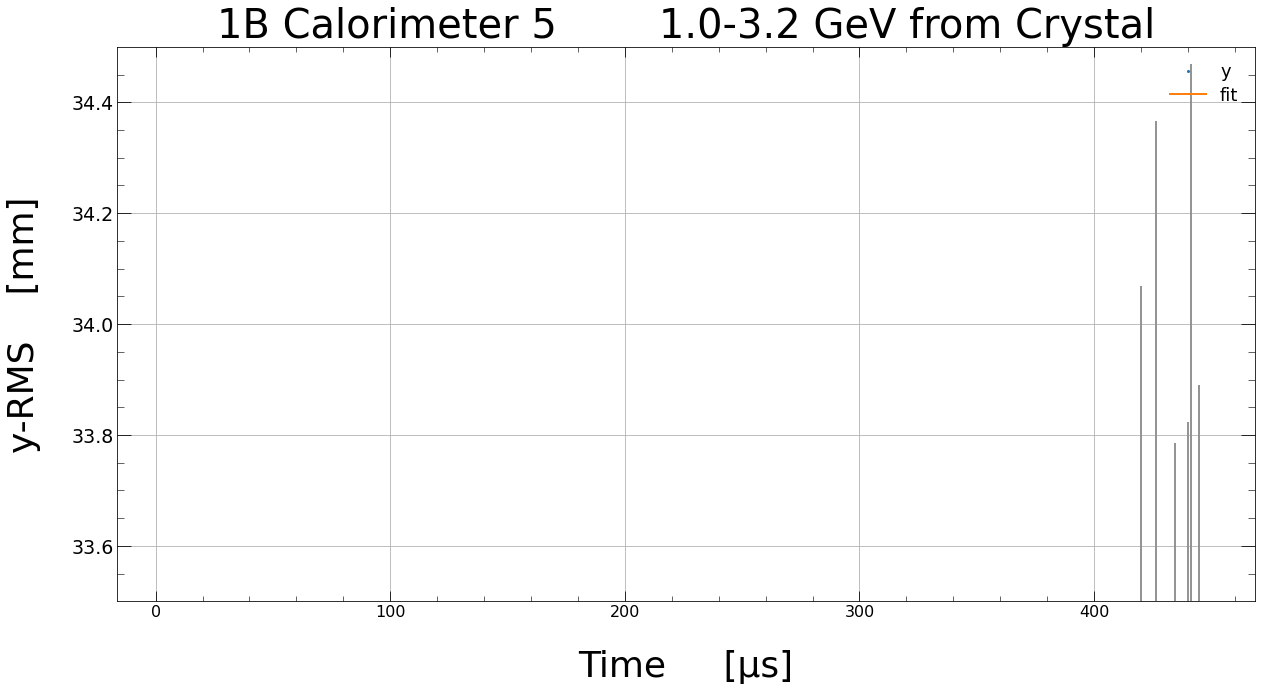 1B Calorimeter 5 1.0-3.2 GeV from Crystal
y
fit
34.4
34.2
34.0
33.8
33.6
y-RMS [mm]
0 100 200 300 400
Time [μs]